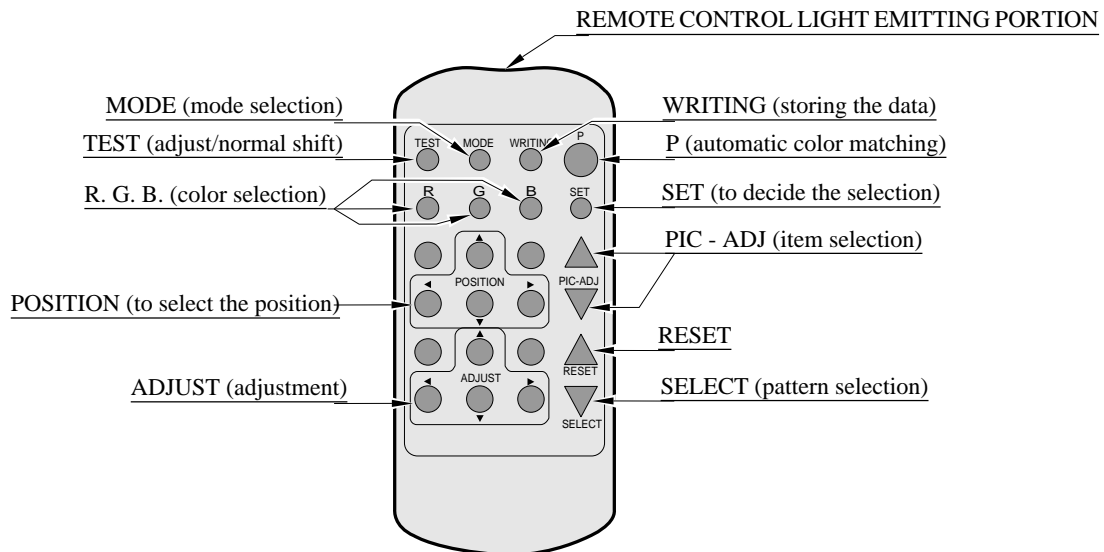 REMOTE CONTROL LIGHT EMITTING PORTION
MODE (mode selection)
WRITING (storing the data)
TEST (adjust/normal shift)
P (automatic color matching)
R. G. B. (color selection)
SET (to decide the selection)
PIC - ADJ (item selection)
POSITION (to select the position)
RESET
ADJUST (adjustment)
SELECT (pattern selection)
TEST MODE WRITING P
R G B SET
POSITION PIC-ADJ
RESET
ADJUST
SELECT